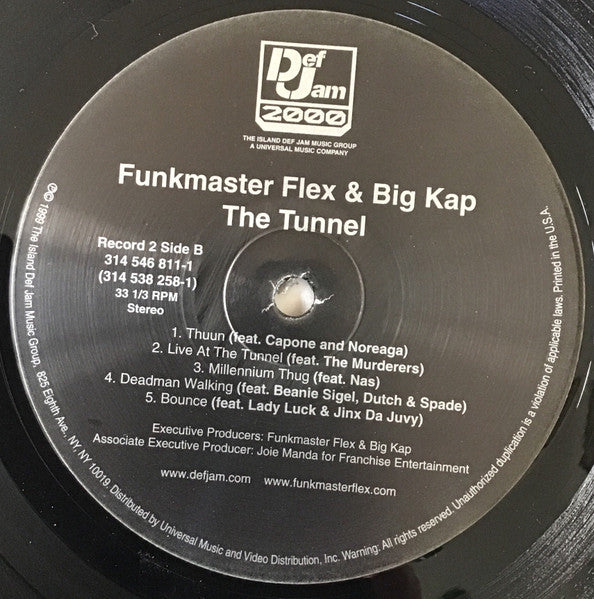 Def
Jam
2000
THE ISLAND DEF JAM MUSIC GROUP
A UNIVERSAL MUSIC COMPANY
Funkmaster Flex & Big Kap
The Tunnel
Record 2 Side B
314 546 811-1
(314 538 258-1)
33 1/3 RPM
Stereo
1. Thuun (feat. Capone and Noreaga)
2. Live At The Tunnel (feat. The Murderers)
3. Millennium Thug (feat. Nas)
4. Deadman Walking (feat. Beanie Sigel, Dutch & Spade)
5. Bounce (feat. Lady Luck & Jinx Da Juvy)
Executive Producers: Funkmaster Flex & Big Kap
Associate Executive Producer: Joie Manda for Franchise Entertainment
www.defjam.com www.funkmasterflex.com
℗© 1999 The Island Def Jam Music Group, 825 Eighth Ave., NY, NY 10019. Distributed by Universal Music and Video Distribution, Inc. Warning: All rights reserved. Unauthorized duplication is a violation of applicable laws. Printed in the U.S.A.